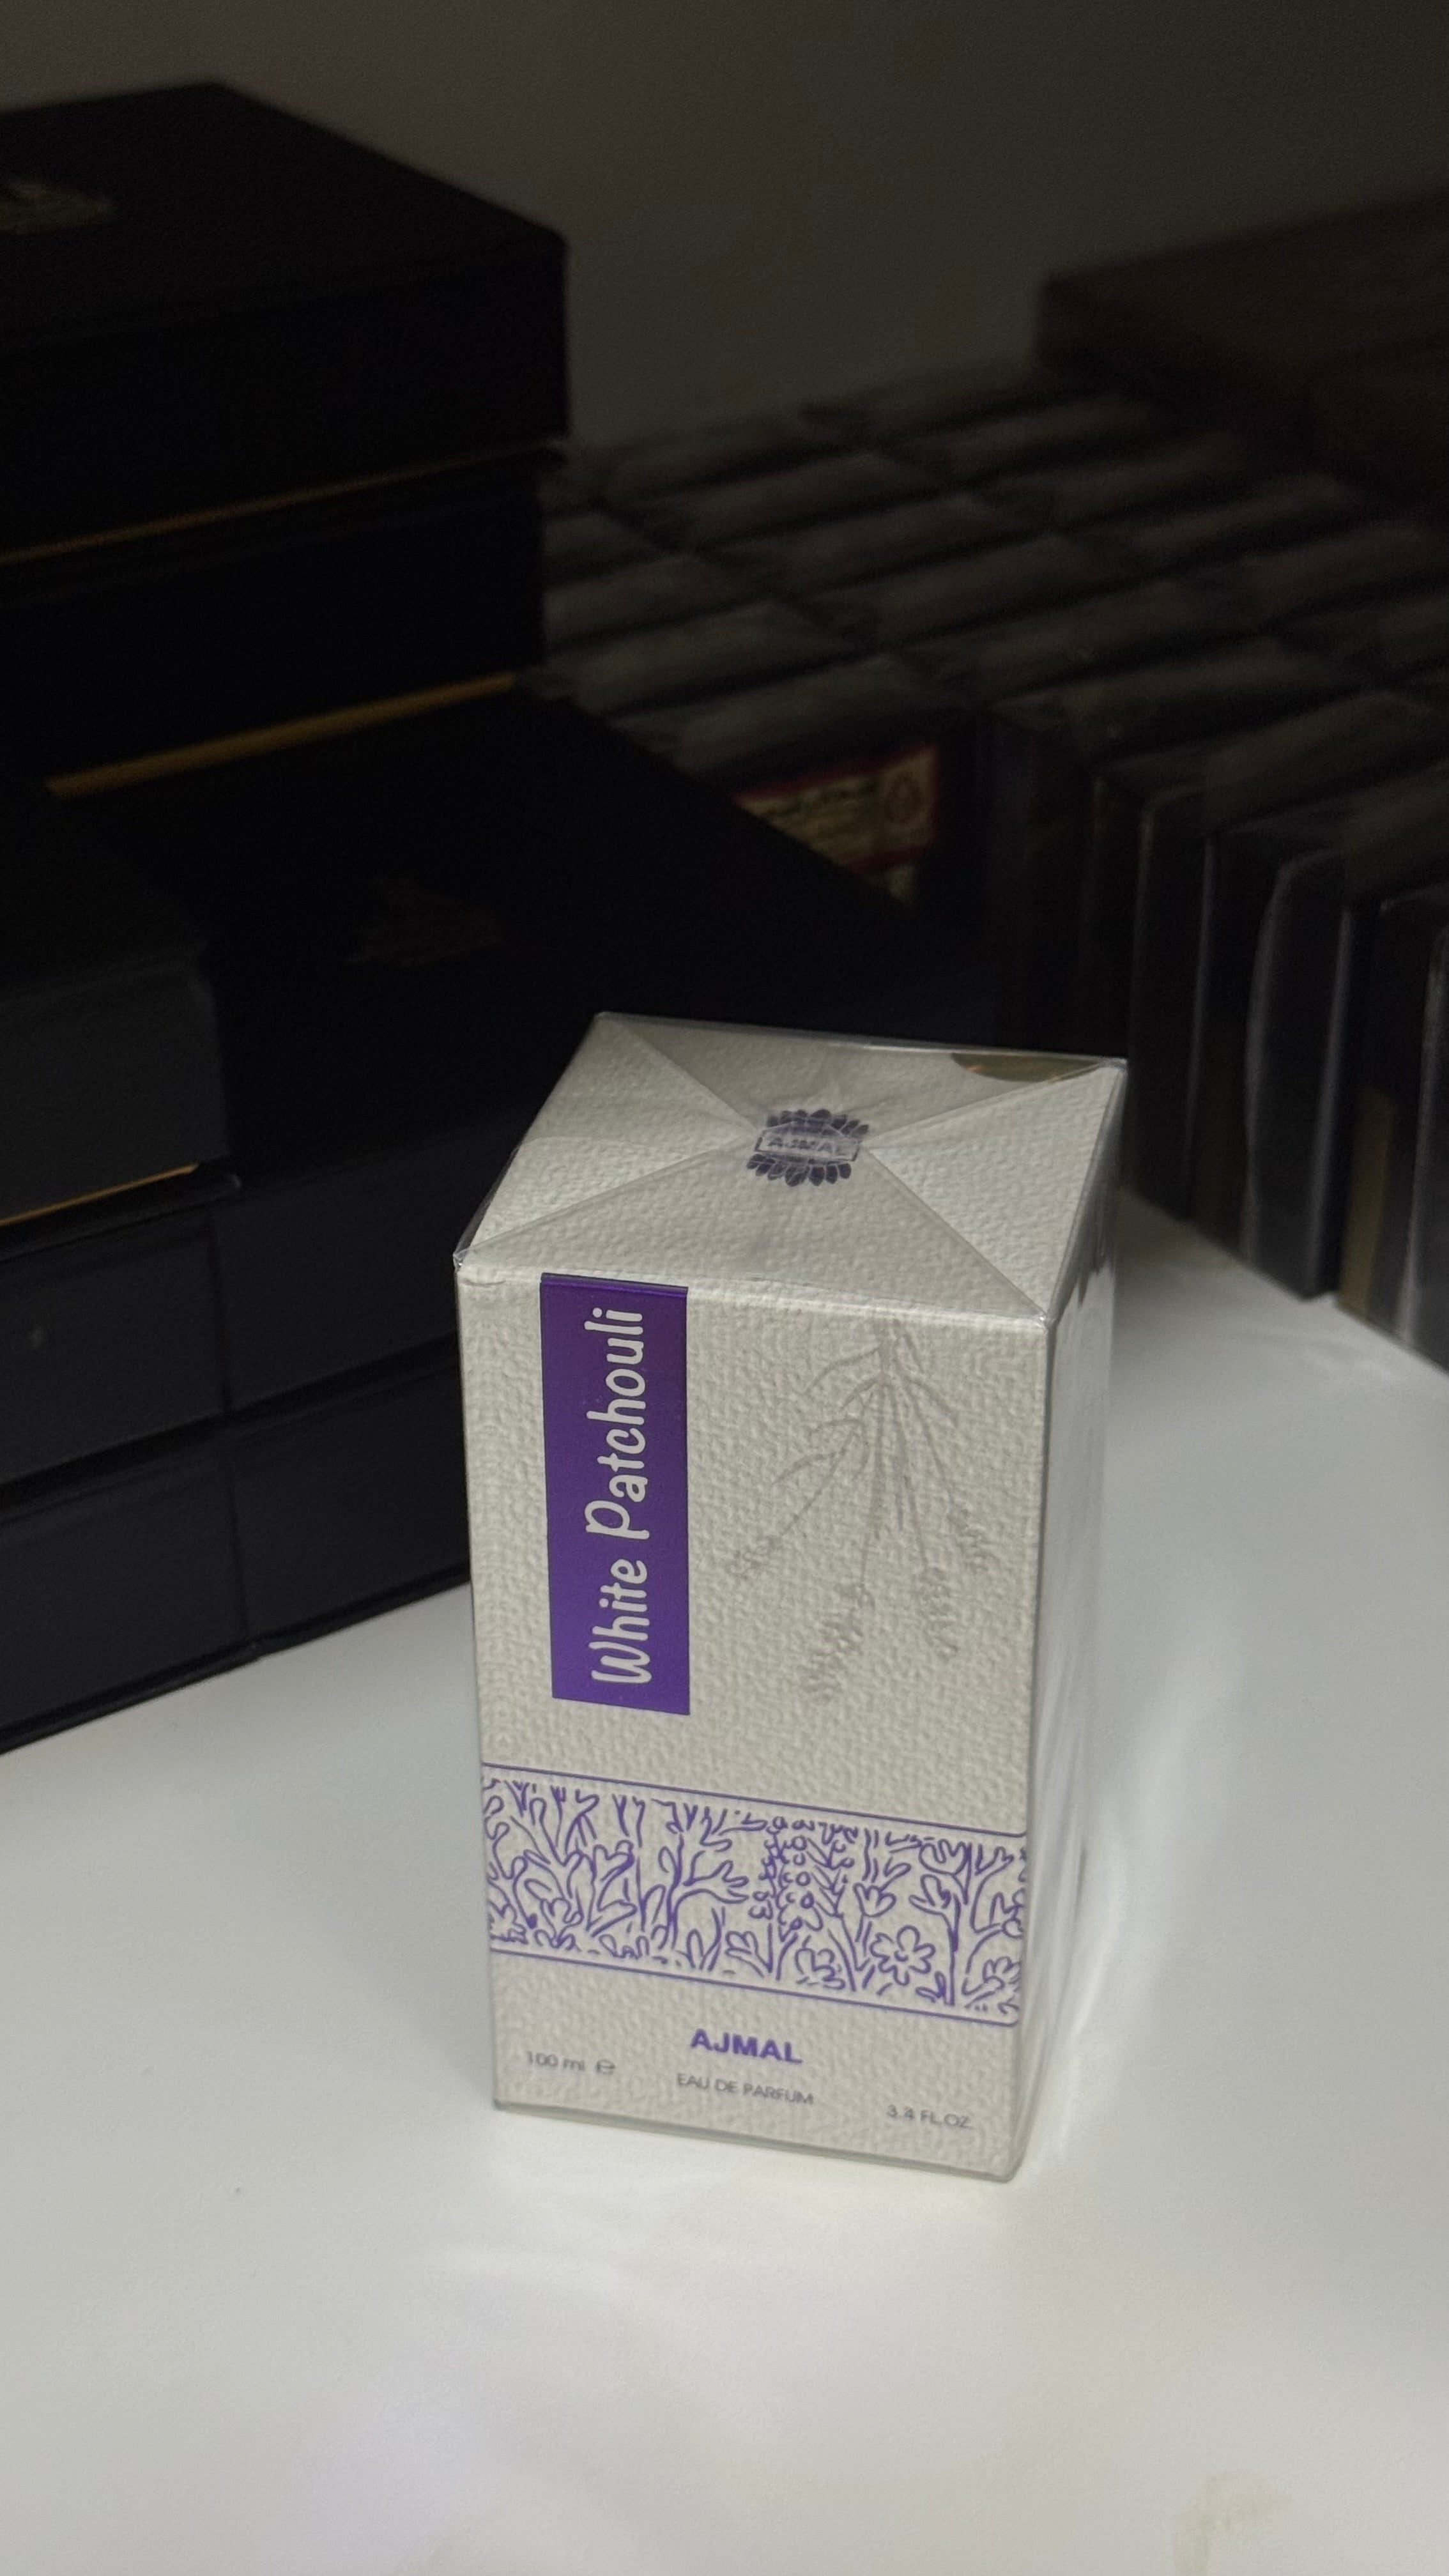 AJMAL
White Patchouli
AJMAL
100 ml ℮
EAU DE PARFUM
3.4 FL.OZ.